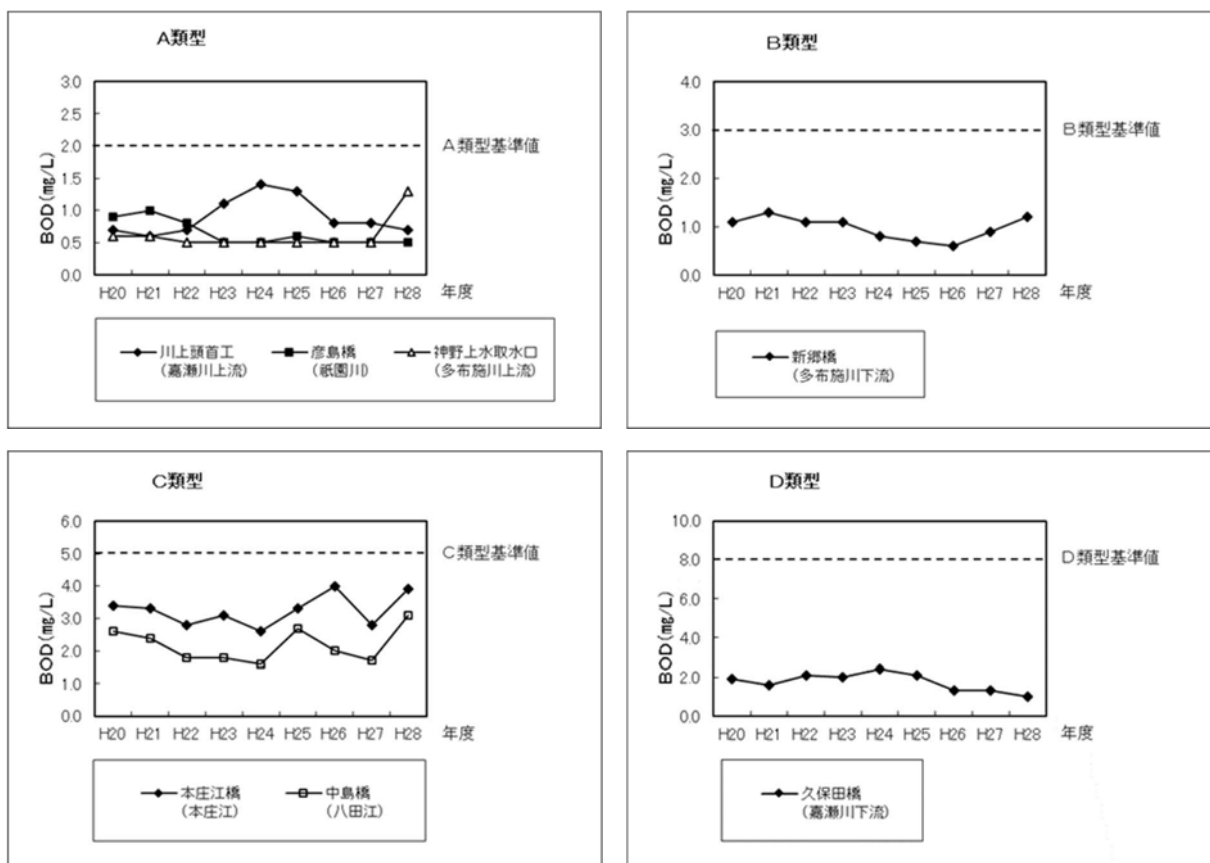 A類型
3.0
2.5
2.0
1.5
1.0
0.5
0.0
BOD(mg/L)
A類型基準値
H20 H21 H22 H23 H24 H25 H26 H27 H28 年度
川上頭首工 彦島橋 神野上水取水口
(嘉瀬川上流) (祇園川) (多布施川上流)
B類型
4.0
3.0
2.0
1.0
0.0
BOD(mg/L)
B類型基準値
H20 H21 H22 H23 H24 H25 H26 H27 H28 年度
新郷橋
(多布施川下流)
C類型
6.0
5.0
4.0
3.0
2.0
1.0
0.0
BOD(mg/L)
C類型基準値
H20 H21 H22 H23 H24 H25 H26 H27 H28 年度
本庄江橋 中島橋
(本庄江) (八田江)
D類型
10.0
8.0
6.0
4.0
2.0
0.0
BOD(mg/L)
D類型基準値
H20 H21 H22 H23 H24 H25 H26 H27 H28 年度
久保田橋
(嘉瀬川下流)